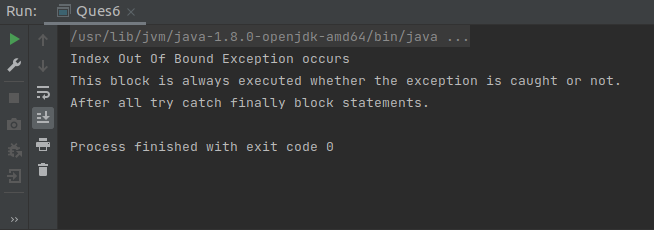 Run: Ques6 ×
/usr/lib/jvm/java-1.8.0-openjdk-amd64/bin/java ...
Index Out Of Bound Exception occurs
This block is always executed whether the exception is caught or not.
After all try catch finally block statements.
Process finished with exit code 0